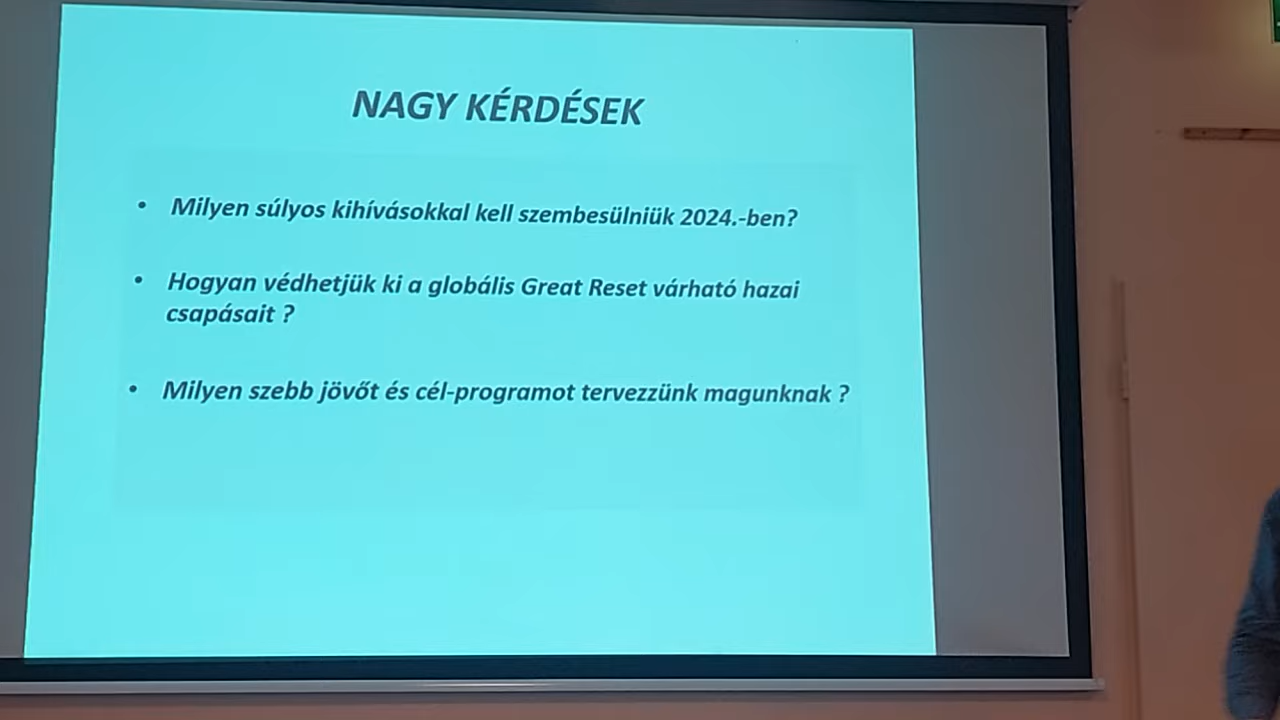 NAGY KÉRDÉSEK
• Milyen súlyos kihívásokkal kell szembesülniük 2024.-ben?
• Hogyan védhetjük ki a globális Great Reset várható hazai
csapásait ?
• Milyen szebb jövőt és cél-programot tervezzünk magunknak ?